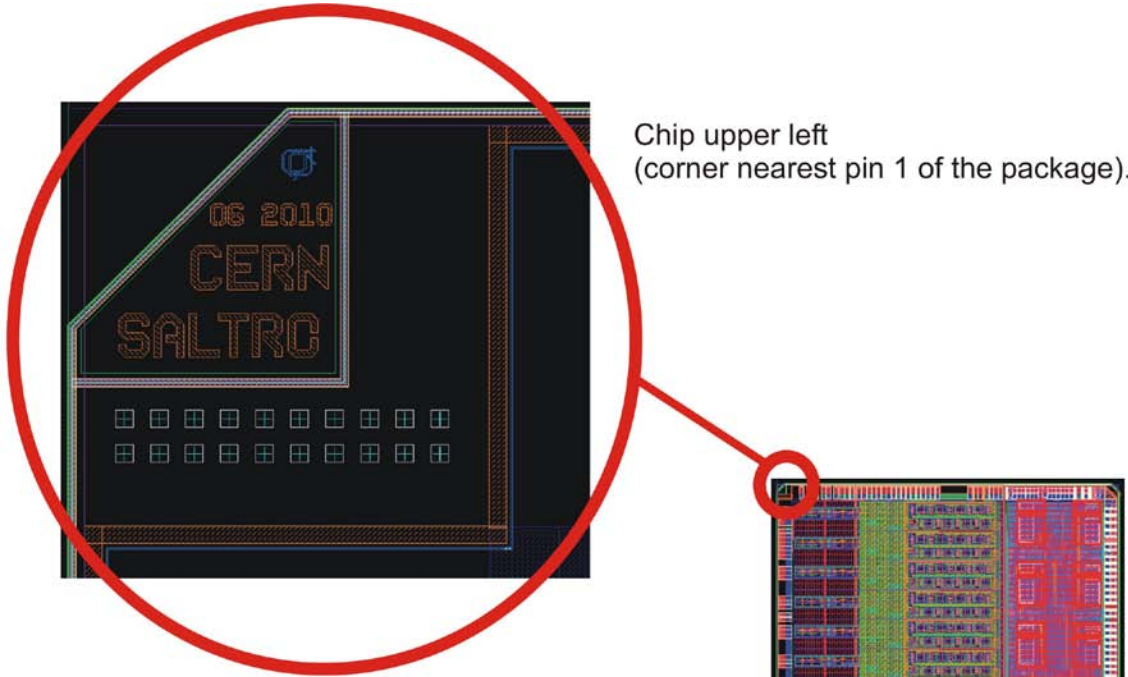 Chip upper left
(corner nearest pin 1 of the package).
06 2010
CERN
SALTRO